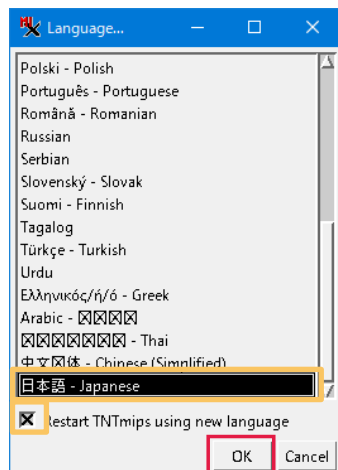 Language...
Polski - Polish
Português - Portuguese
Română - Romanian
Russian
Serbian
Slovenský - Slovak
Suomi - Finnish
Tagalog
Türkçe - Turkish
Urdu
Ελληνικός/ή/ό - Greek
Arabic -
- Thai
中文 体 - Chinese (Simplified)
日本語 - Japanese
Restart TNTmips using new language
OK Cancel